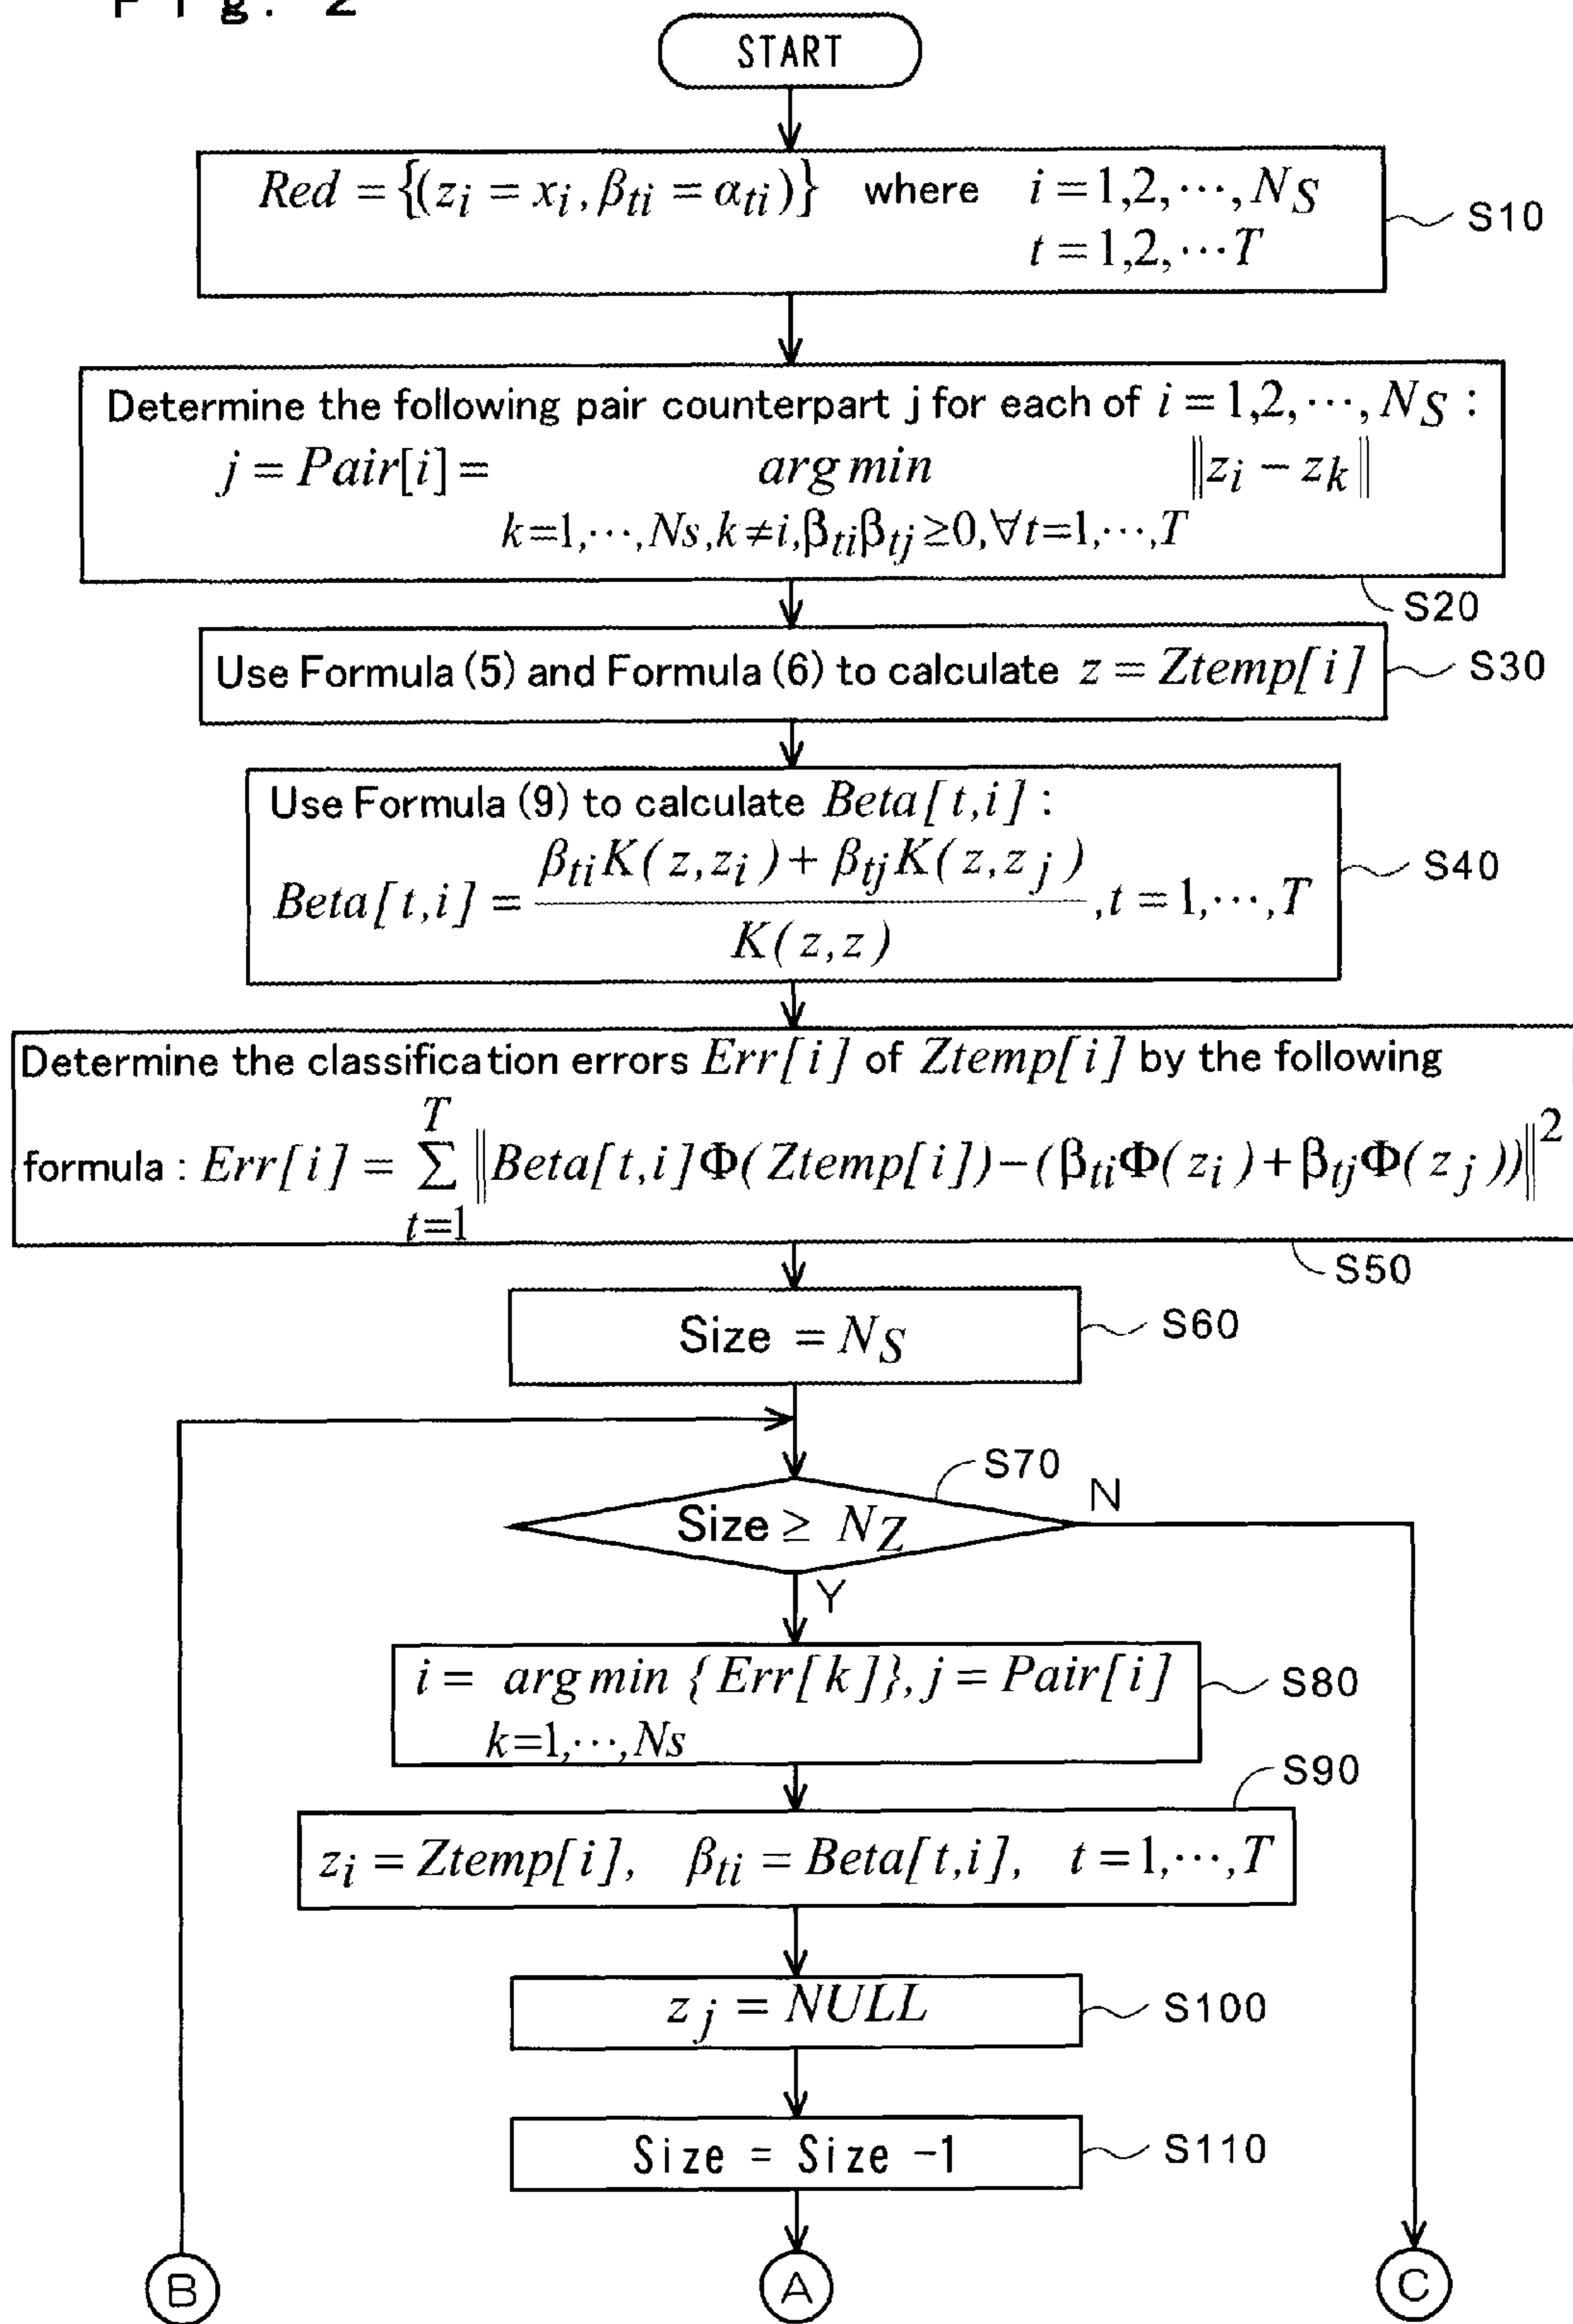 Fig. 2
START
Red = {(z_i = x_i, β_ti = α_ti)} where i = 1,2,⋯,N_S
t = 1,2,⋯T
S10
Determine the following pair counterpart j for each of i = 1,2,⋯,N_S :
j = Pair[i] = arg min ‖z_i − z_k‖
k=1,⋯,Ns,k≠i,β_tiβ_tj≥0,∀t=1,⋯,T
S20
Use Formula (5) and Formula (6) to calculate z = Ztemp[i]
S30
Use Formula (9) to calculate Beta[t,i] :
Beta[t,i] = (β_ti K(z,z_i) + β_tj K(z,z_j)) / K(z,z) ,t = 1,⋯,T
S40
Determine the classification errors Err[i] of Ztemp[i] by the following
formula : Err[i] = Σ_{t=1}^{T} ‖Beta[t,i]Φ(Ztemp[i])−(β_tiΦ(z_i)+β_tjΦ(z_j))‖^2
S50
Size = N_S
S60
S70
Size ≥ N_Z
N
Y
i = arg min {Err[k]}, j = Pair[i]
k=1,⋯,Ns
S80
S90
z_i = Ztemp[i], β_ti = Beta[t,i], t = 1,⋯,T
z_j = NULL
S100
Size = Size -1
S110
B
A
C